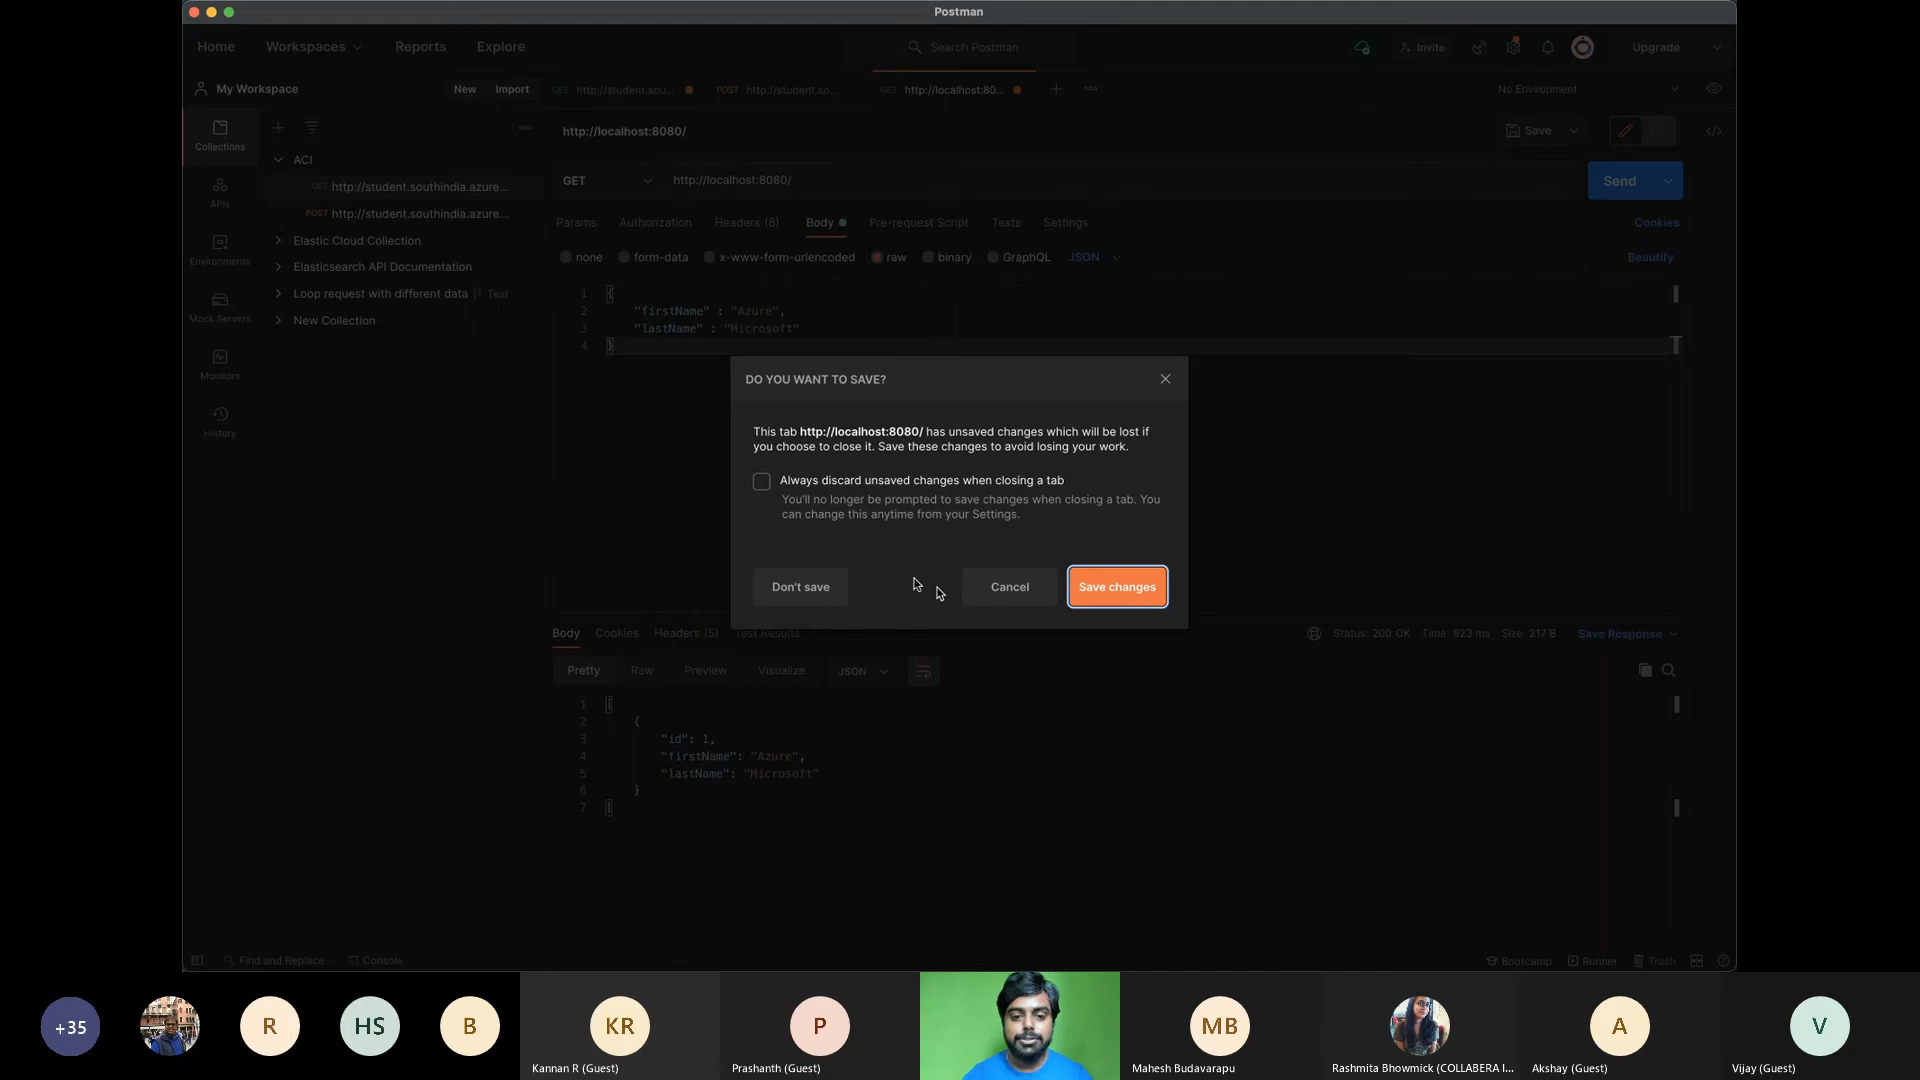 Postman
Home
Workspaces
Reports
Explore
Search Postman
Invite
Upgrade
My Workspace
New
Import
GET http://student.sou...
POST http://student.so...
GET http://localhost:80...
No Environment
Collections
APIs
Environments
Mock Servers
Monitors
History
ACI
GET http://student.southindia.azure...
POST http://student.southindia.azure...
Elastic Cloud Collection
Elasticsearch API Documentation
Loop request with different data
Test
New Collection
http://localhost:8080/
Save
GET
http://localhost:8080/
Send
Params
Authorization
Headers (8)
Body
Pre-request Script
Tests
Settings
Cookies
none
form-data
x-www-form-urlencoded
raw
binary
GraphQL
JSON
Beautify
1 {
2 "firstName" : "Azure",
3 "lastName" : "Microsoft"
4 }
DO YOU WANT TO SAVE?
This tab http://localhost:8080/ has unsaved changes which will be lost if
you choose to close it. Save these changes to avoid losing your work.
Always discard unsaved changes when closing a tab
You'll no longer be prompted to save changes when closing a tab. You
can change this anytime from your Settings.
Don't save
Cancel
Save changes
Body
Cookies
Headers (5)
Test Results
Status: 200 OK
Time: 823 ms
Size: 217 B
Save Response
Pretty
Raw
Preview
Visualize
JSON
1 [
2 {
3 "id": 1,
4 "firstName": "Azure",
5 "lastName": "Microsoft"
6 }
7 ]
Find and Replace
Console
Bootcamp
Runner
Trash
+35
R
HS
B
KR
Kannan R (Guest)
P
Prashanth (Guest)
MB
Mahesh Budavarapu
Rashmita Bhowmick (COLLABERA I...
A
Akshay (Guest)
V
Vijay (Guest)